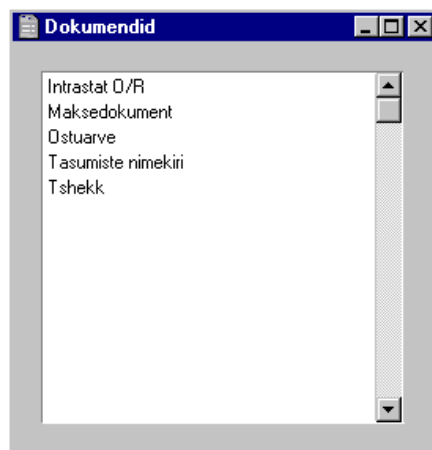 Dokumendid
Intrastat O/R
Maksedokument
Ostuarve
Tasumiste nimekiri
Tshekk